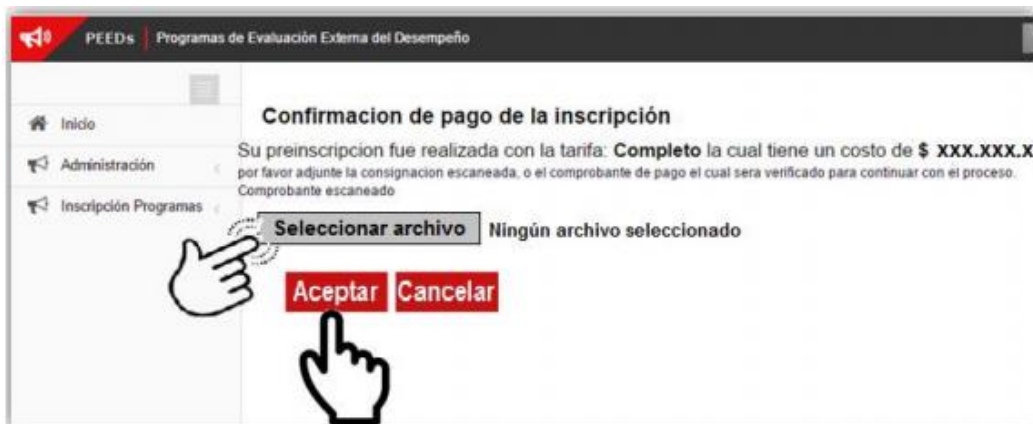 PEEDs Programas de Evaluación Externa del Desempeño
Inicio
Administración
Inscripción Programas
Confirmacion de pago de la inscripción
Su preinscripcion fue realizada con la tarifa: Completo la cual tiene un costo de $ XXX.XXX.X
por favor adjunte la consignacion escaneada, o el comprobante de pago el cual sera verificado para continuar con el proceso.
Comprobante escaneado
Seleccionar archivo Ningún archivo seleccionado
Aceptar Cancelar